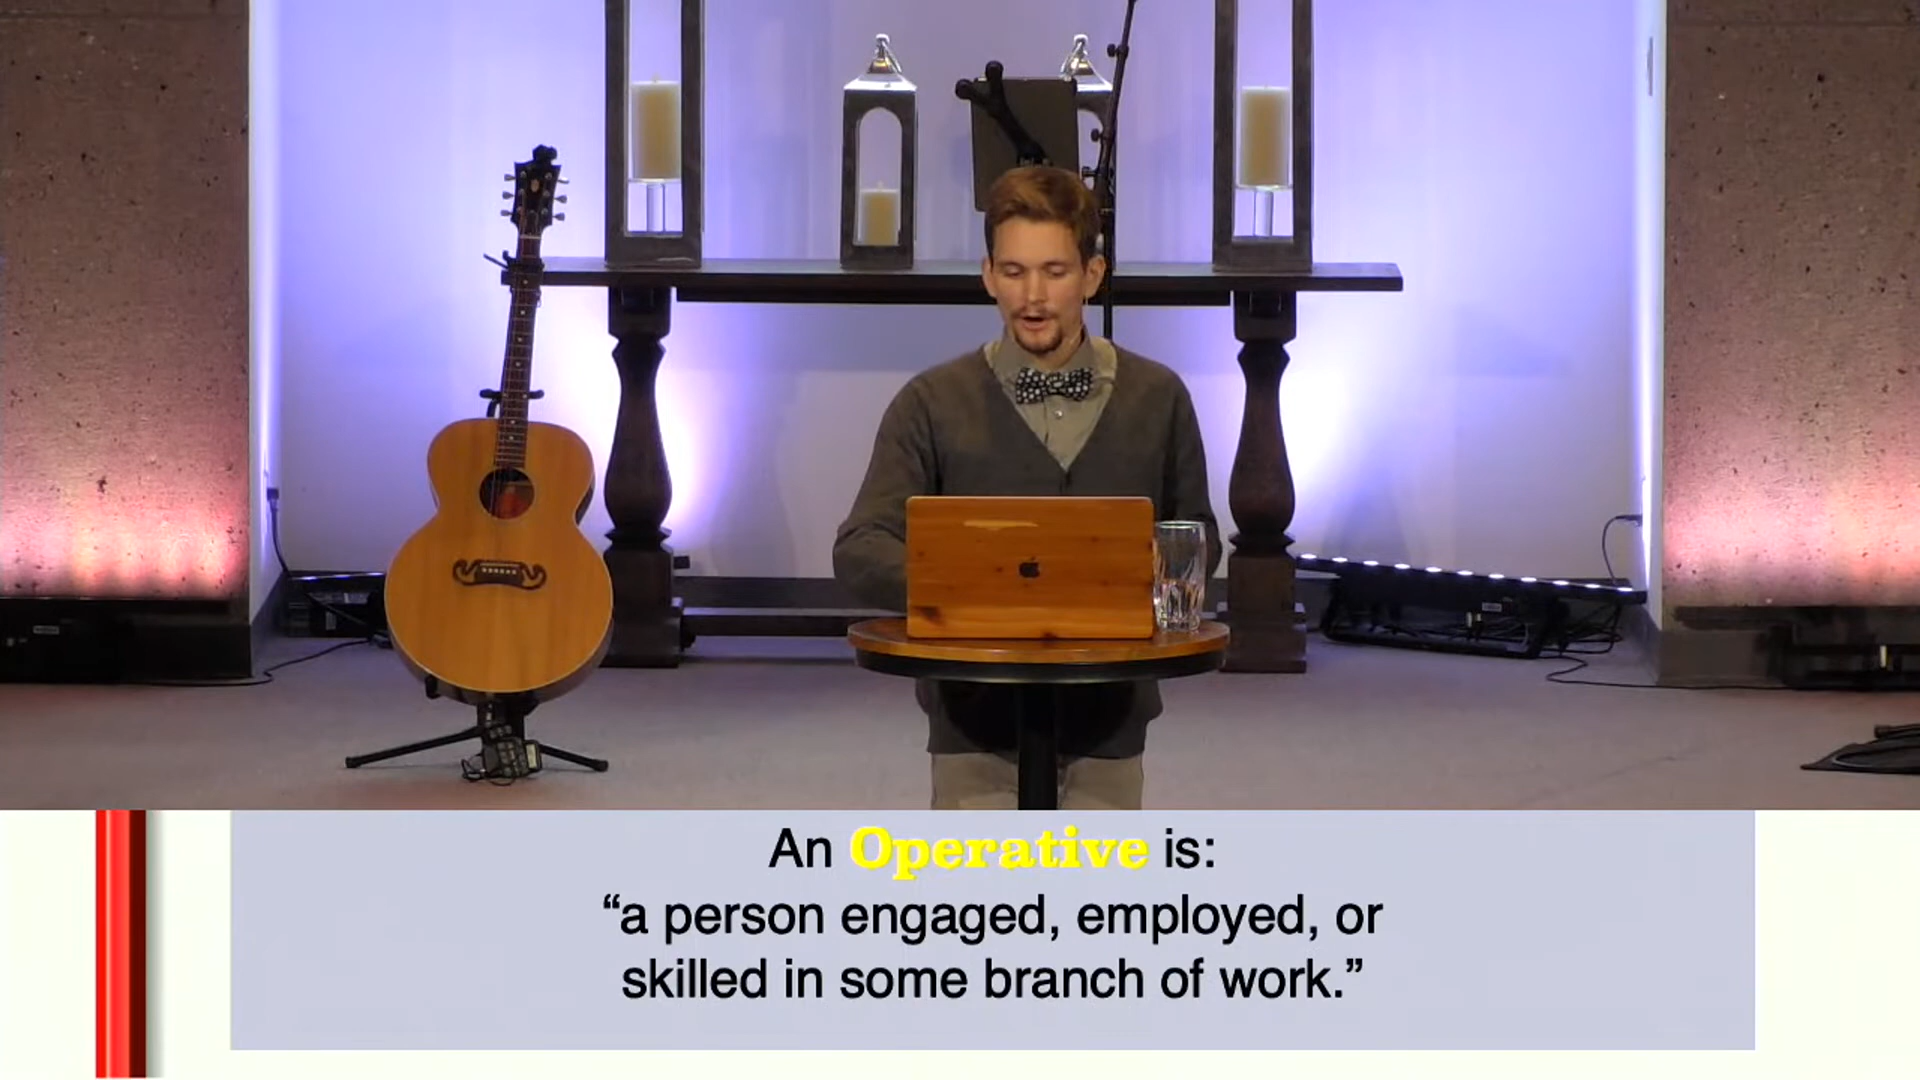 An Operative is:
“a person engaged, employed, or
skilled in some branch of work.”